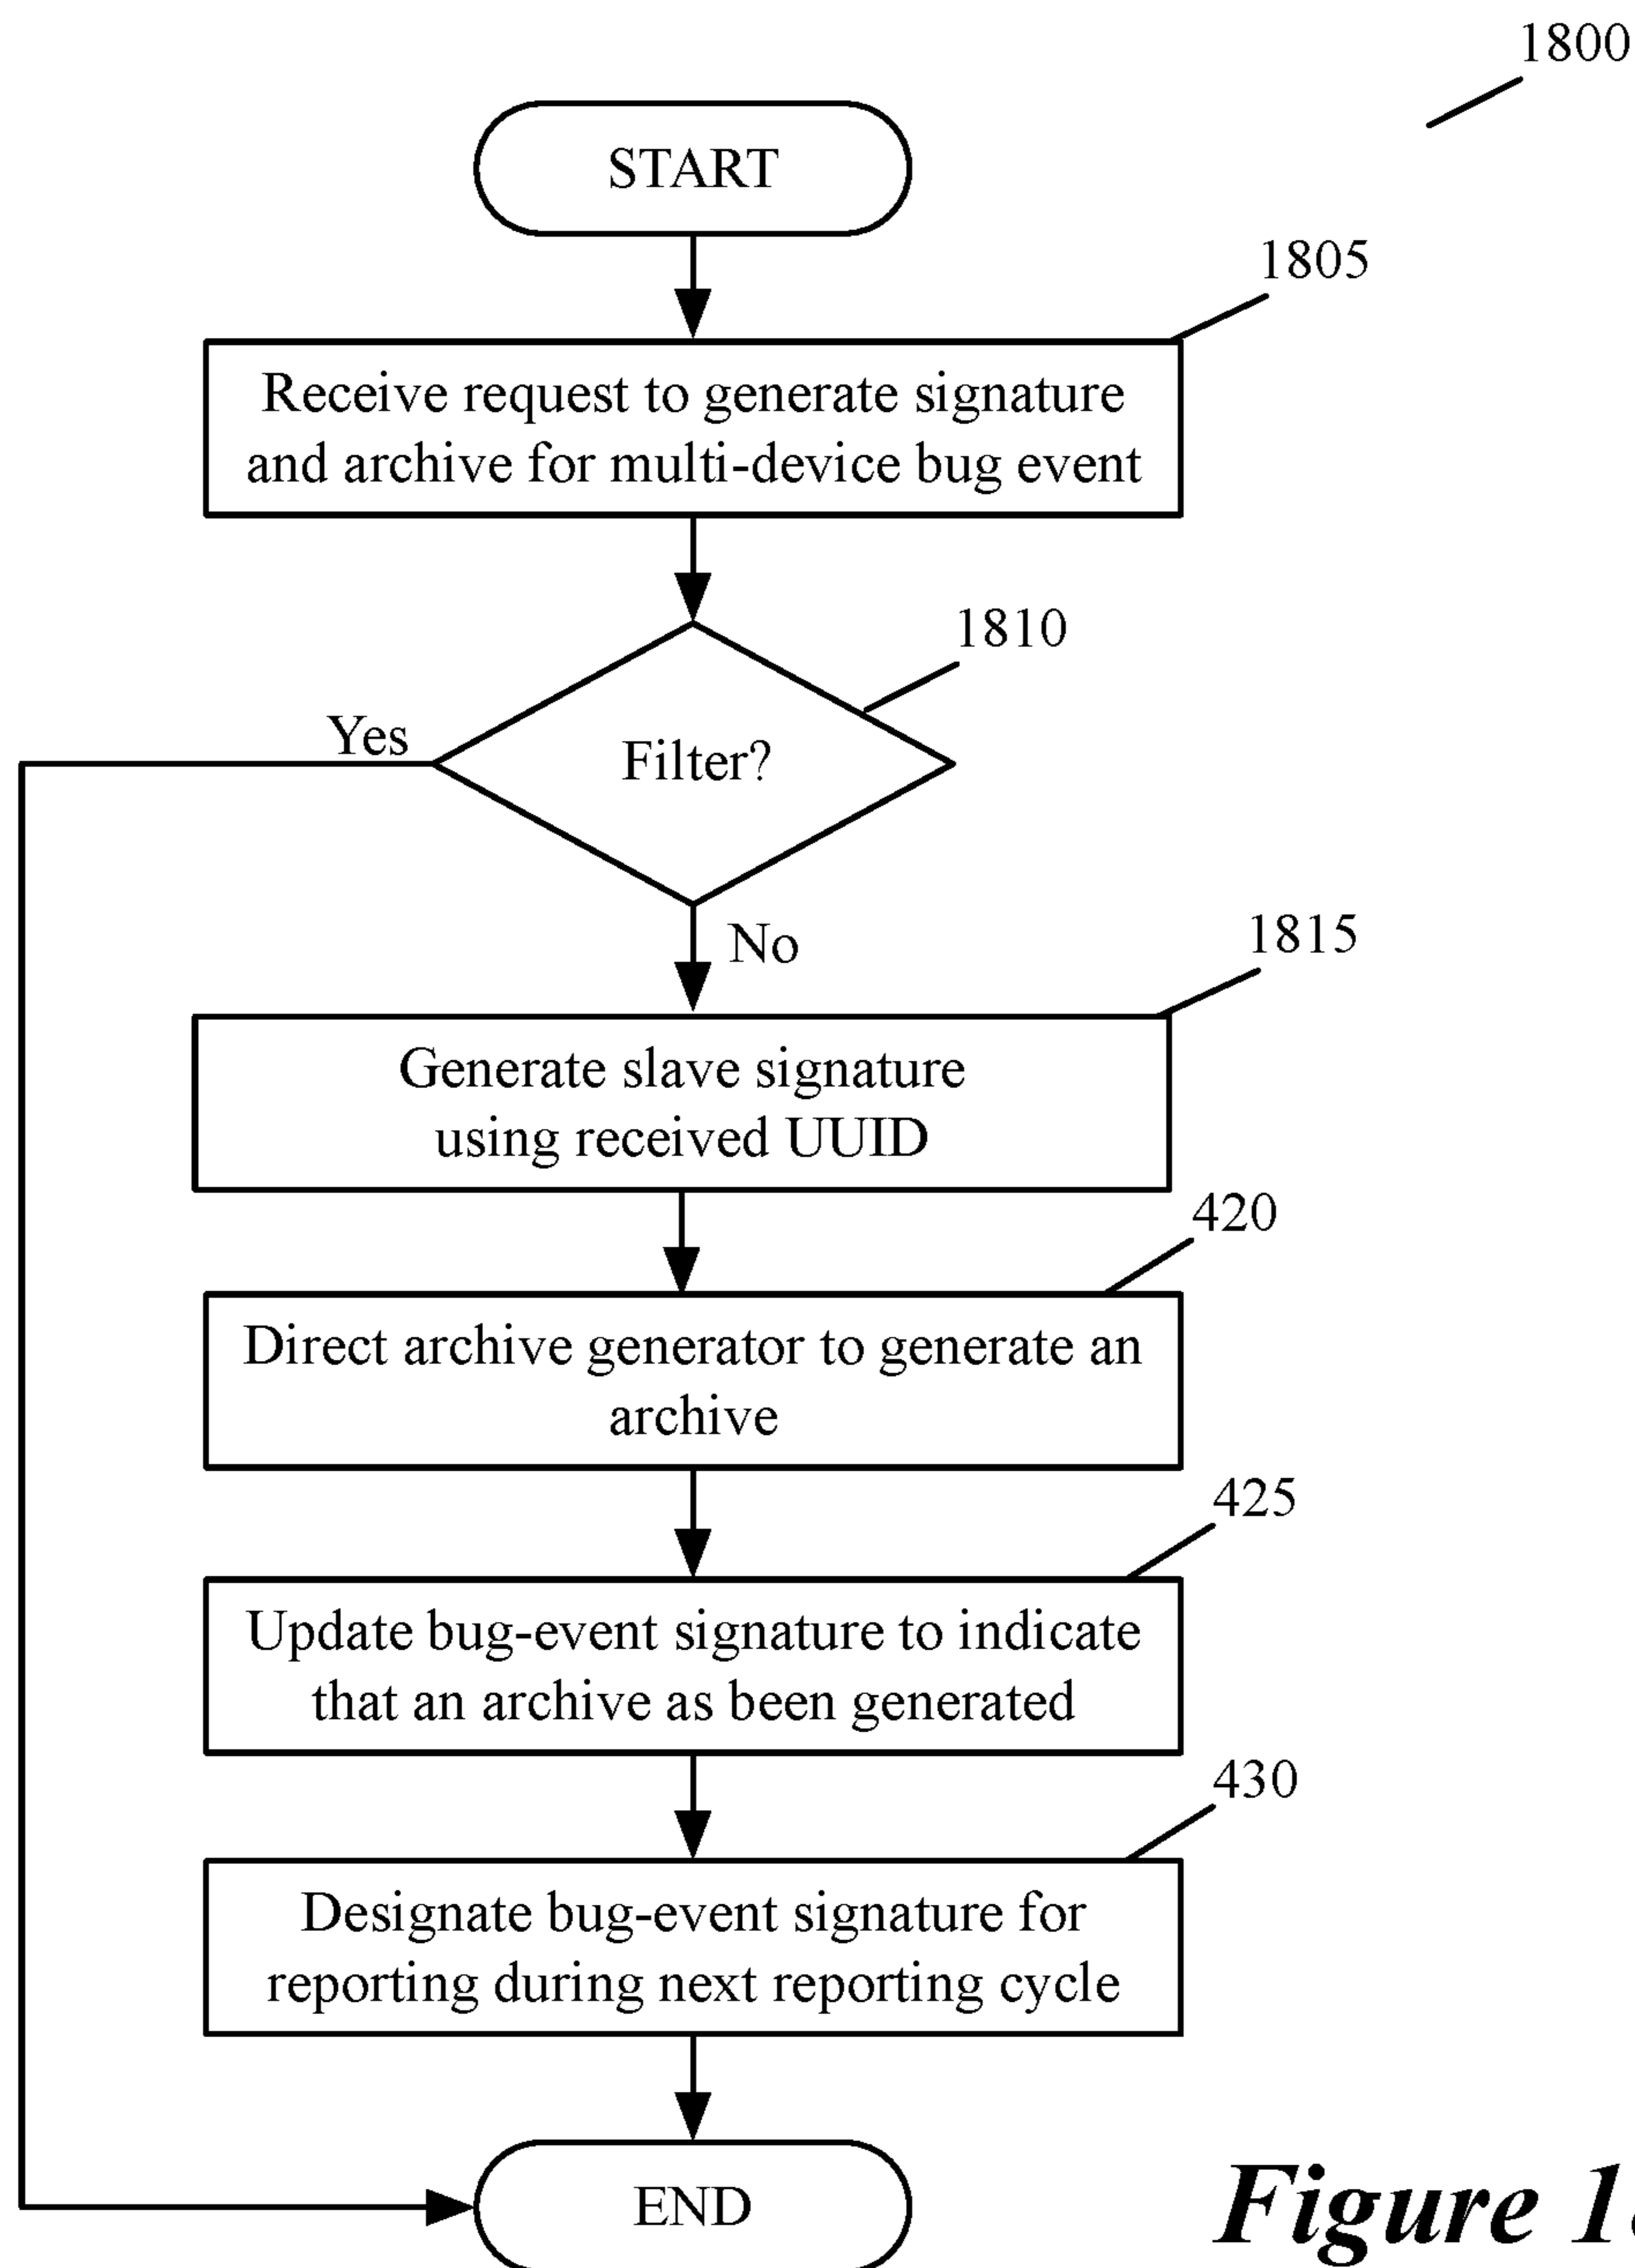 1800
START
1805
Receive request to generate signature
and archive for multi-device bug event
1810
Yes
Filter?
No
1815
Generate slave signature
using received UUID
420
Direct archive generator to generate an
archive
425
Update bug-event signature to indicate
that an archive as been generated
430
Designate bug-event signature for
reporting during next reporting cycle
END
Figure